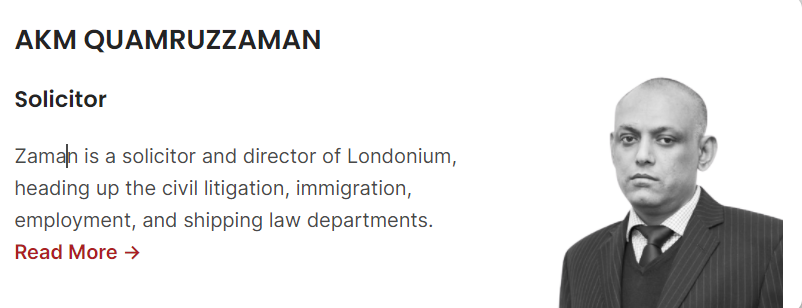 AKM QUAMRUZZAMAN
Solicitor
Zaman is a solicitor and director of Londonium,
heading up the civil litigation, immigration,
employment, and shipping law departments.
Read More →